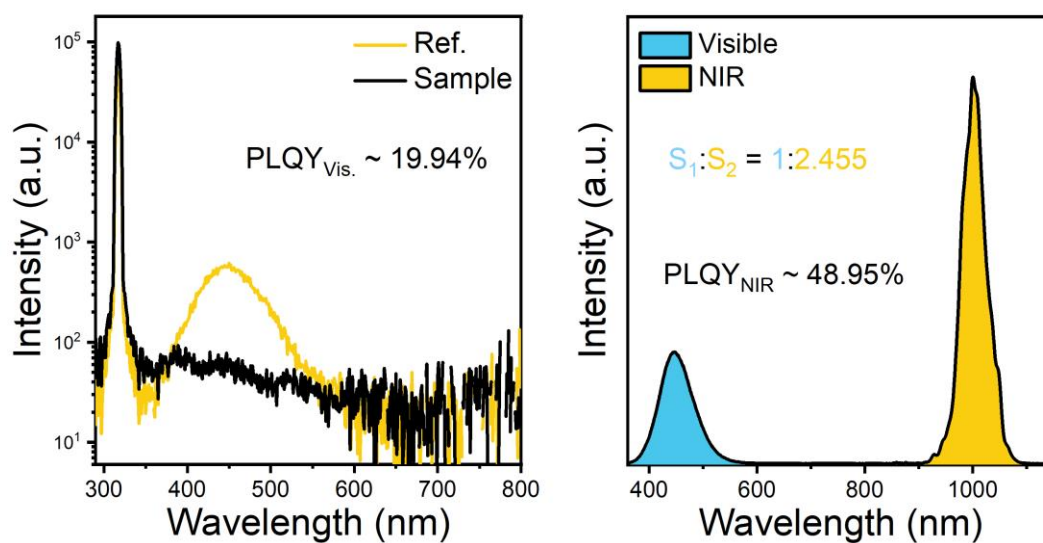 Ref.
Sample
PLQY_Vis. ~ 19.94%
10^5
10^4
10^3
10^2
10^1
300 400 500 600 700 800
Wavelength (nm)
Intensity (a.u.)
Visible
NIR
S_1:S_2 = 1:2.455
PLQY_NIR ~ 48.95%
400 600 800 1000
Wavelength (nm)
Intensity (a.u.)